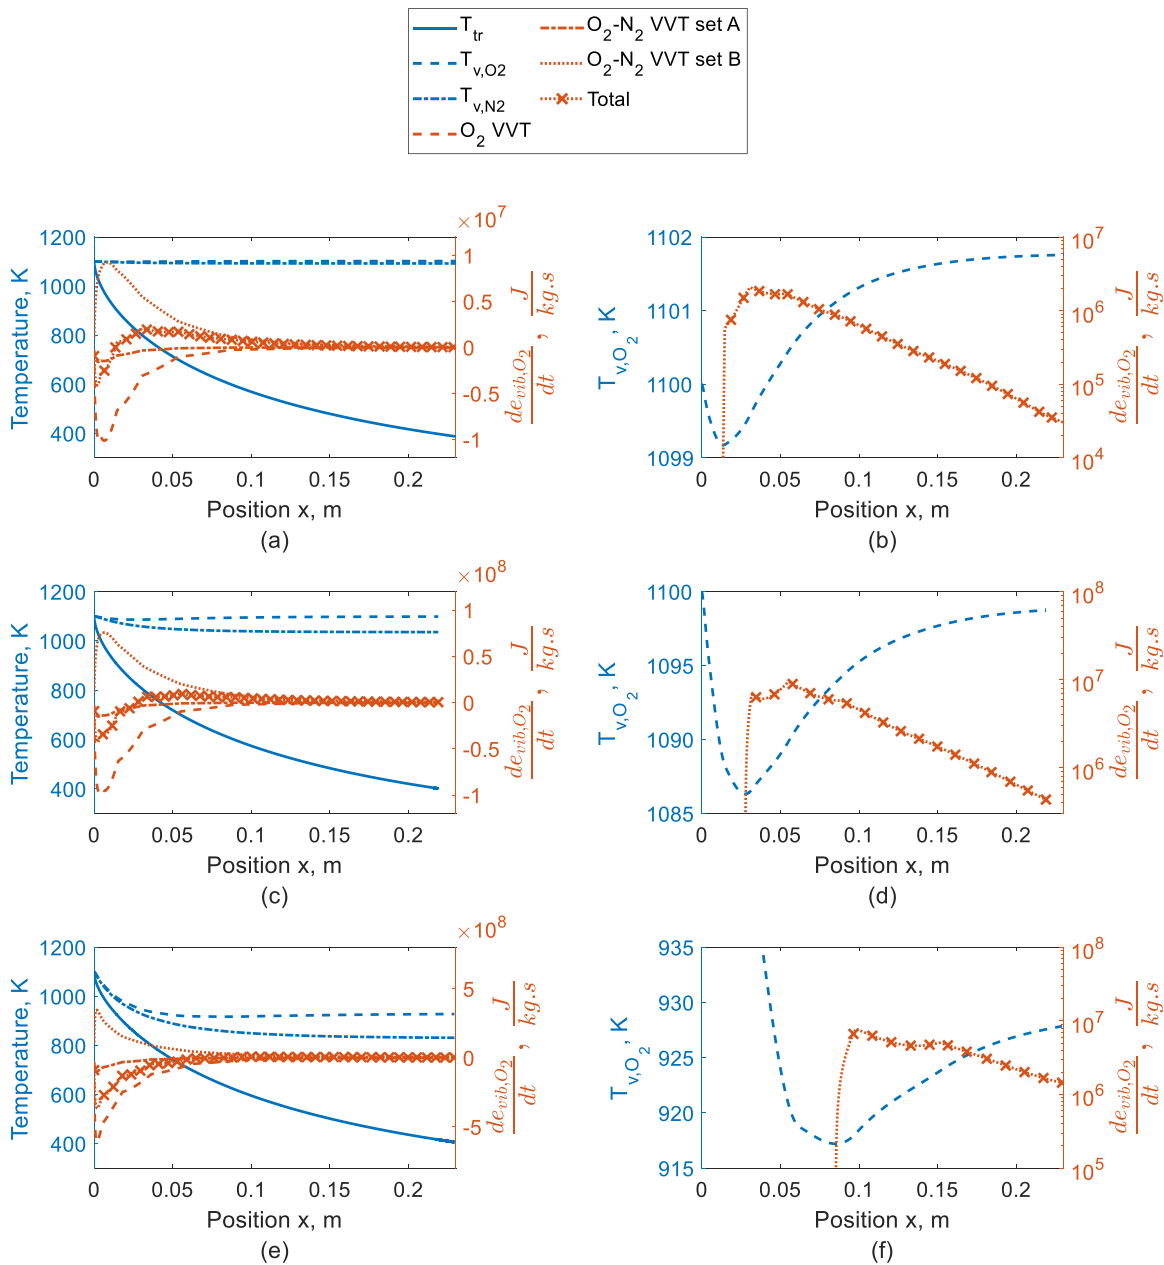 T_tr
T_v,O2
T_v,N2
O_2 VVT
O_2-N_2 VVT set A
O_2-N_2 VVT set B
Total
×10^7
1200
1000
800
600
400
Temperature, K
1
0.5
0
-0.5
-1
de_vib,O_2/dt, J/kg.s
0 0.05 0.1 0.15 0.2
Position x, m
(a)
1102
1101
1100
1099
T_v,O_2, K
10^7
10^6
10^5
10^4
de_vib,O_2/dt, J/kg.s
0 0.05 0.1 0.15 0.2
Position x, m
(b)
×10^8
1200
1000
800
600
400
Temperature, K
1
0.5
0
-0.5
-1
de_vib,O_2/dt, J/kg.s
0 0.05 0.1 0.15 0.2
Position x, m
(c)
1100
1095
1090
1085
T_v,O_2, K
10^8
10^7
10^6
de_vib,O_2/dt, J/kg.s
0 0.05 0.1 0.15 0.2
Position x, m
(d)
×10^8
1200
1000
800
600
400
Temperature, K
5
0
-5
de_vib,O_2/dt, J/kg.s
0 0.05 0.1 0.15 0.2
Position x, m
(e)
935
930
925
920
915
T_v,O_2, K
10^8
10^7
10^6
10^5
de_vib,O_2/dt, J/kg.s
0 0.05 0.1 0.15 0.2
Position x, m
(f)